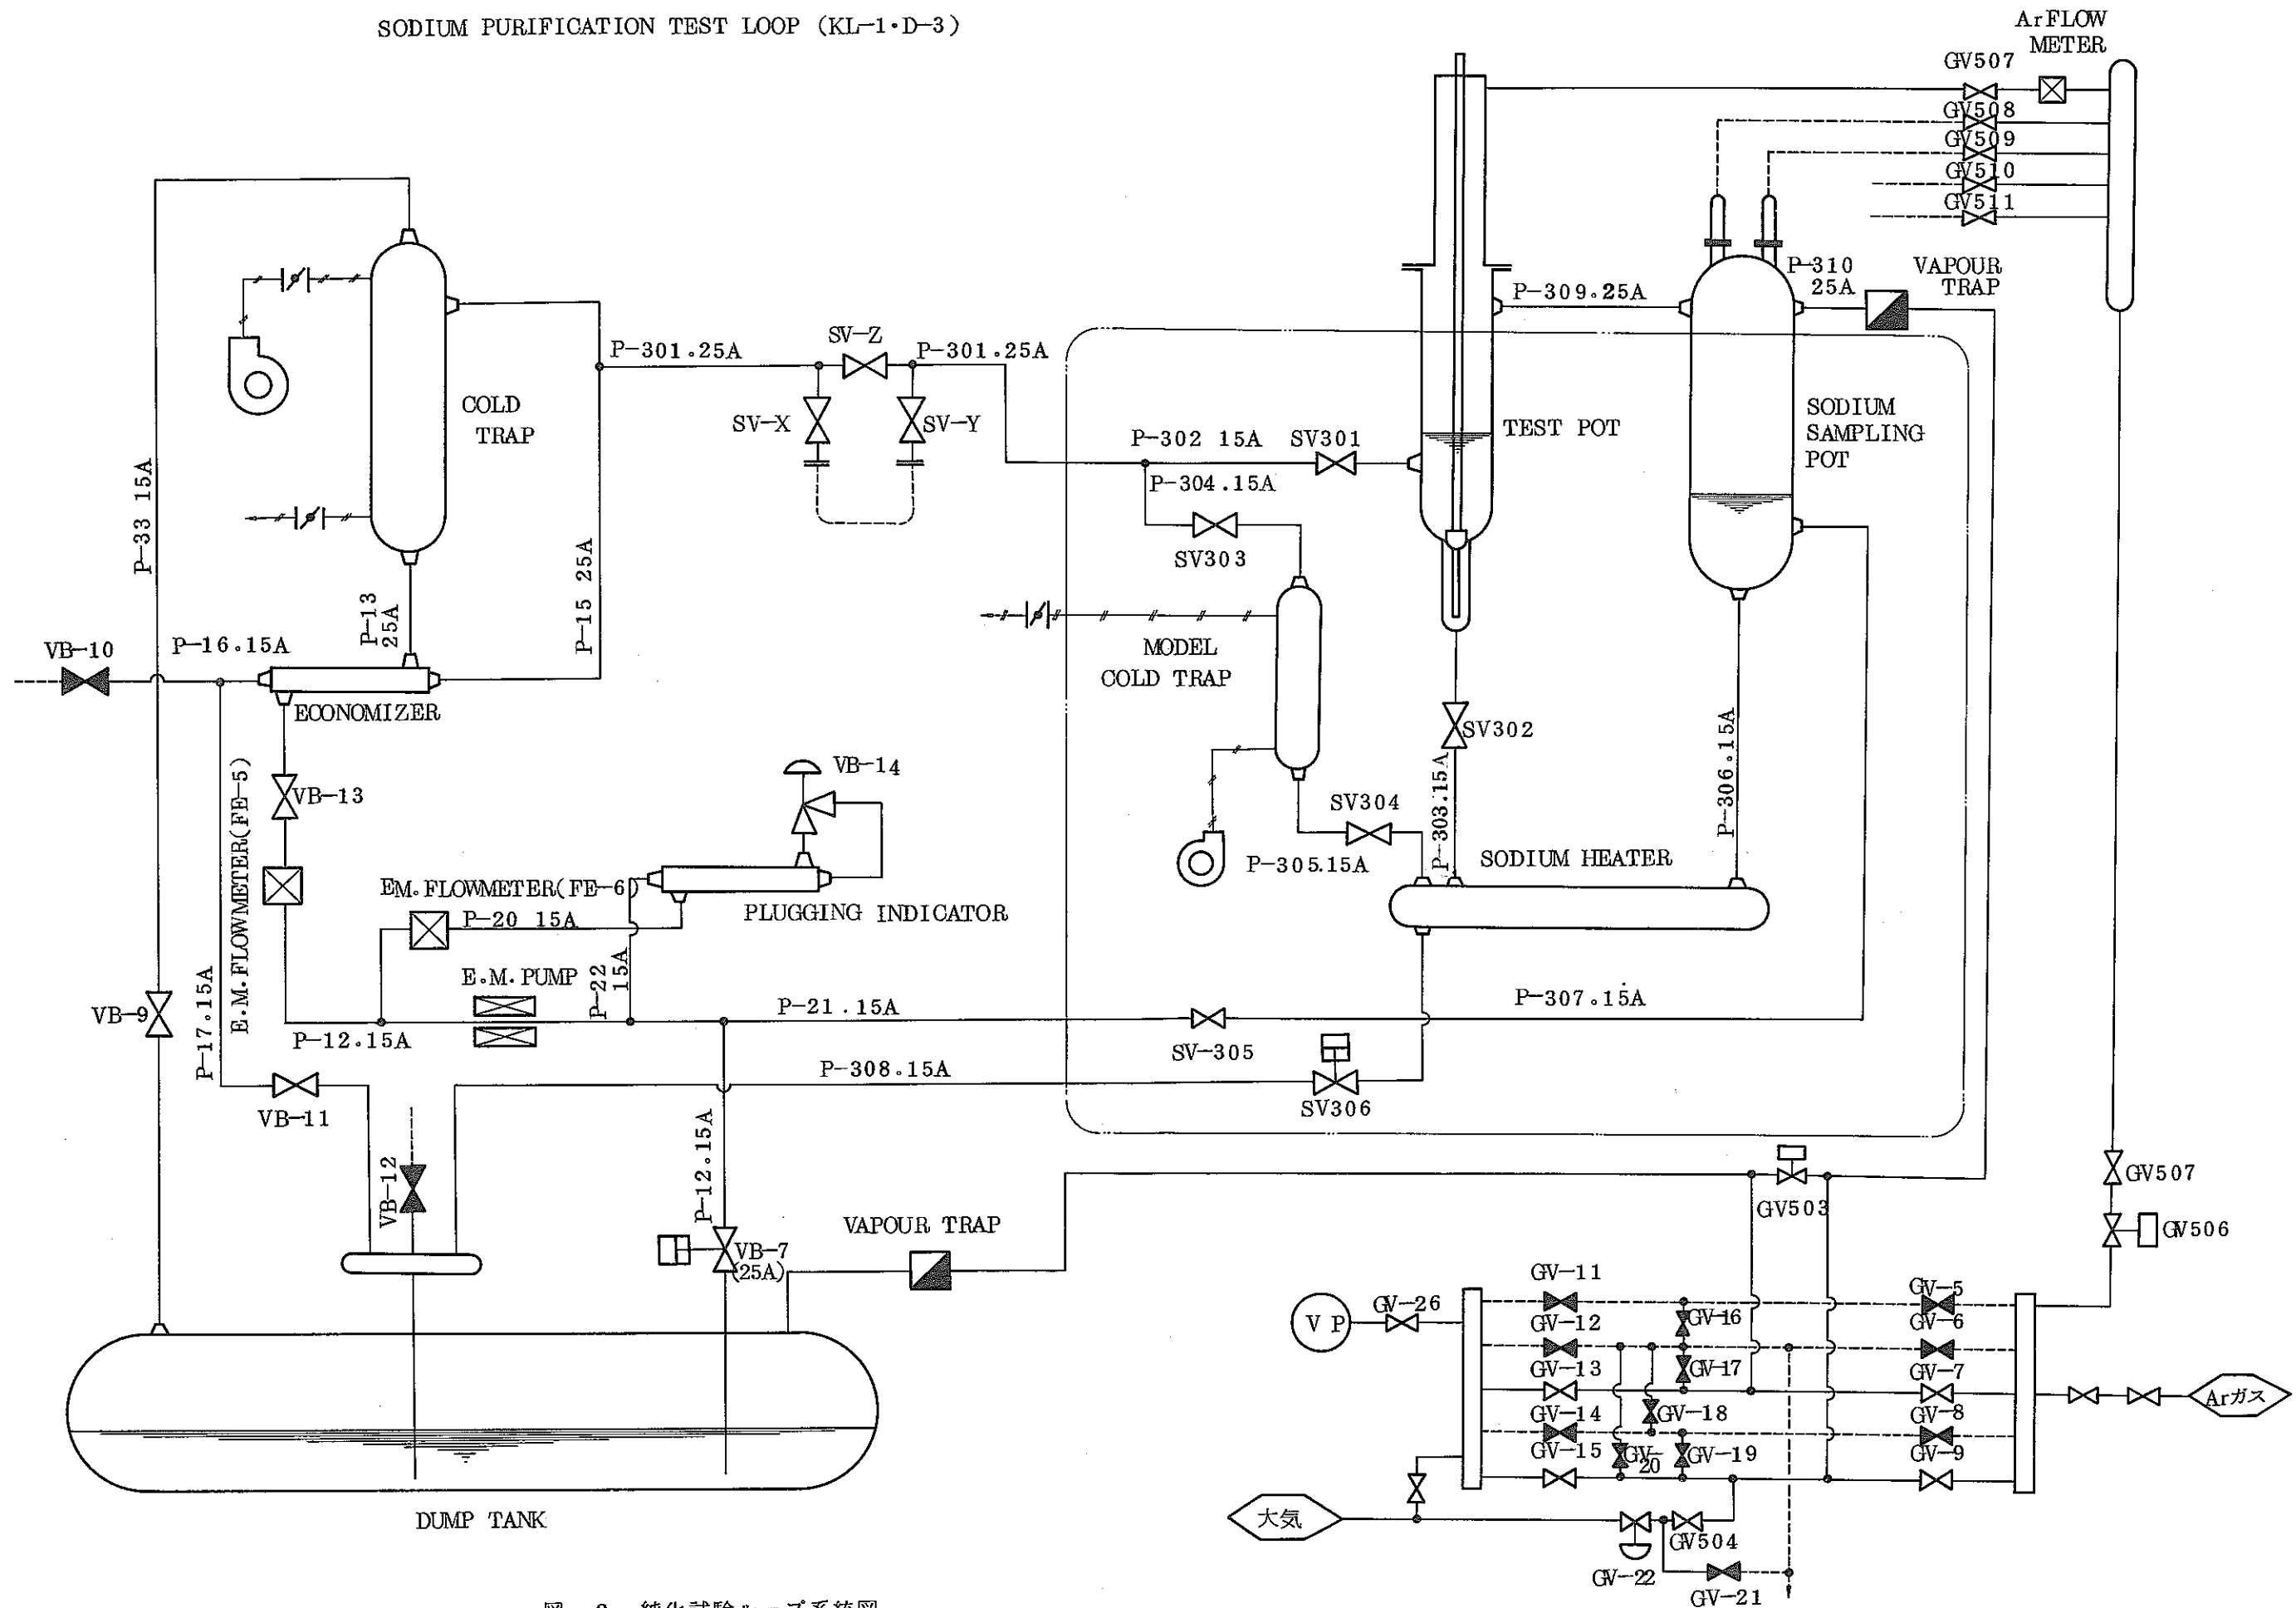 SODIUM PURIFICATION TEST LOOP (KL-1・D-3)
ArFLOW
METER
GV507
GV508
GV509
GV510
GV511
P-310
25A
VAPOUR
TRAP
P-309.25A
P-301.25A
SV-Z
P-301.25A
SV-X
SV-Y
COLD
TRAP
P-33 15A
P-15 25A
P-13
25A
P-302 15A
SV301
P-304.15A
SV303
TEST POT
SODIUM
SAMPLING
POT
VB-10
P-16.15A
ECONOMIZER
MODEL
COLD TRAP
SV302
P-303.15A
P-306.15A
VB-13
VB-14
E.M.FLOWMETER(FE-5)
SV304
P-305.15A
SODIUM HEATER
EM.FLOWMETER(FE-6)
P-20 15A
PLUGGING INDICATOR
P-22
15A
E.M.PUMP
P-17.15A
VB-9
P-12.15A
P-21.15A
P-307.15A
SV-305
P-308.15A
SV306
VB-11
VB-12
P-12.15A
VB-7
(25A)
VAPOUR TRAP
GV503
GV507
GV506
V P
GV-26
GV-11
GV-5
GV-16
GV-12
GV-6
GV-13
GV-17
GV-7
GV-14
GV-18
GV-8
GV-15
GV-
20
GV-19
GV-9
Arガス
大気
GV504
GV-22
GV-21
DUMP TANK